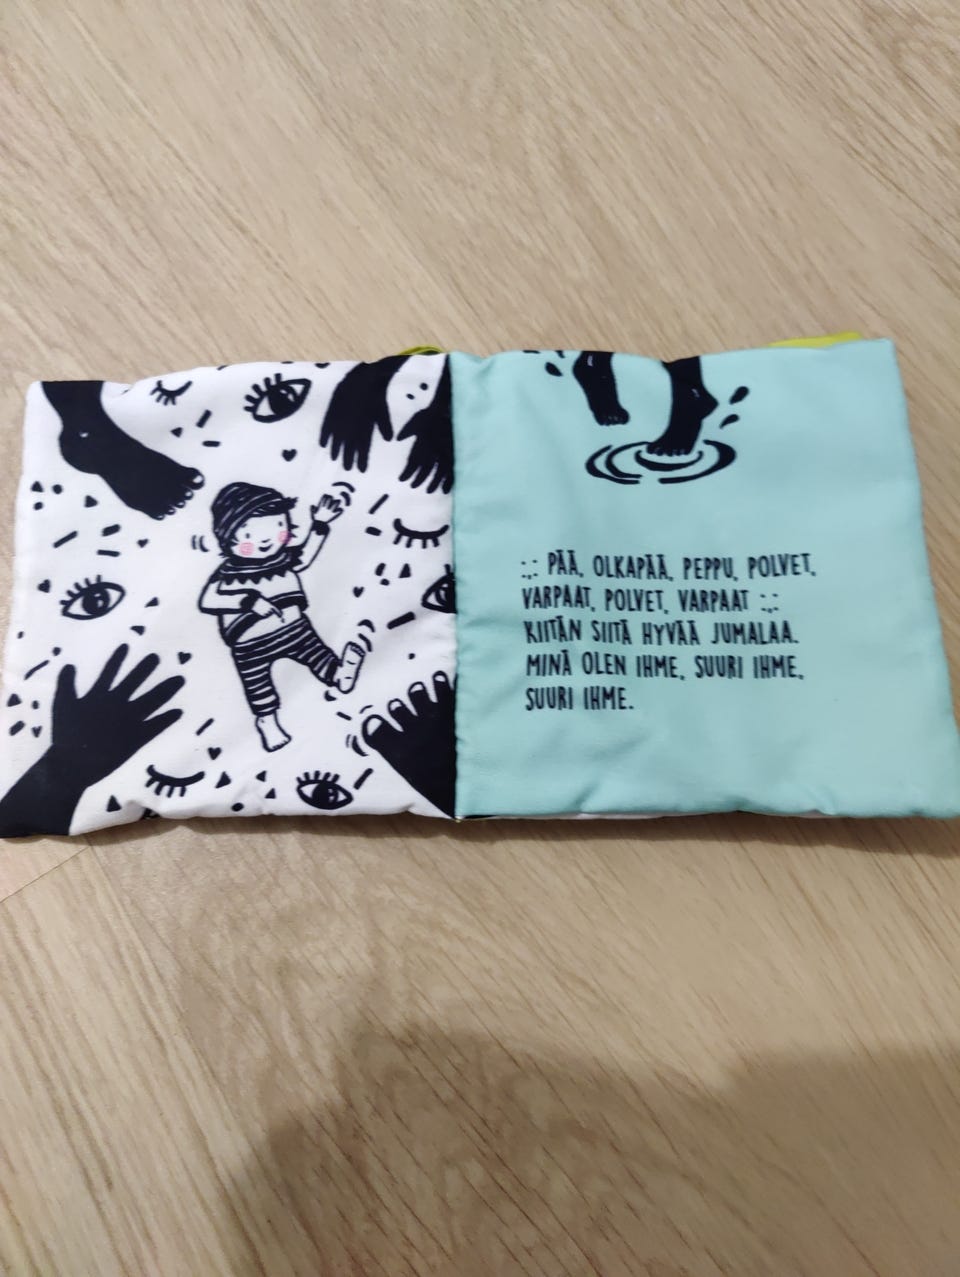 :,: PÄÄ, OLKAPÄÄ, PEPPU, POLVET,
VARPAAT, POLVET, VARPAAT :,:
KIITÄN SIITÄ HYVÄÄ JUMALAA.
MINÄ OLEN IHME, SUURI IHME,
SUURI IHME.